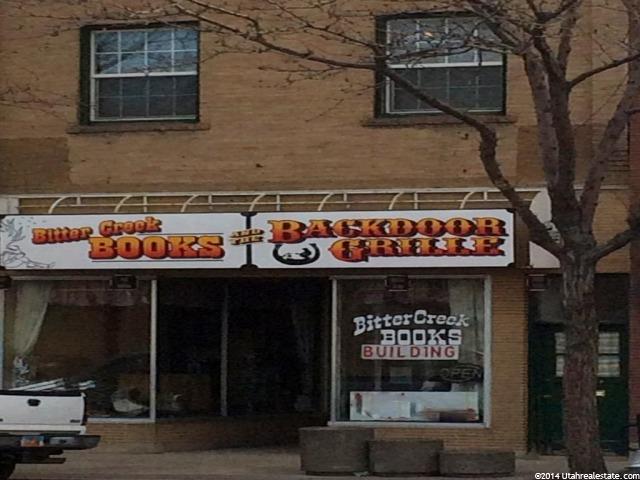 Bitter Creek
BOOKS
AND
THE
BACKDOOR
GRILLE
Bitter Creek
BOOKS
BUILDING
OPEN
©2014 Utahrealestate.com